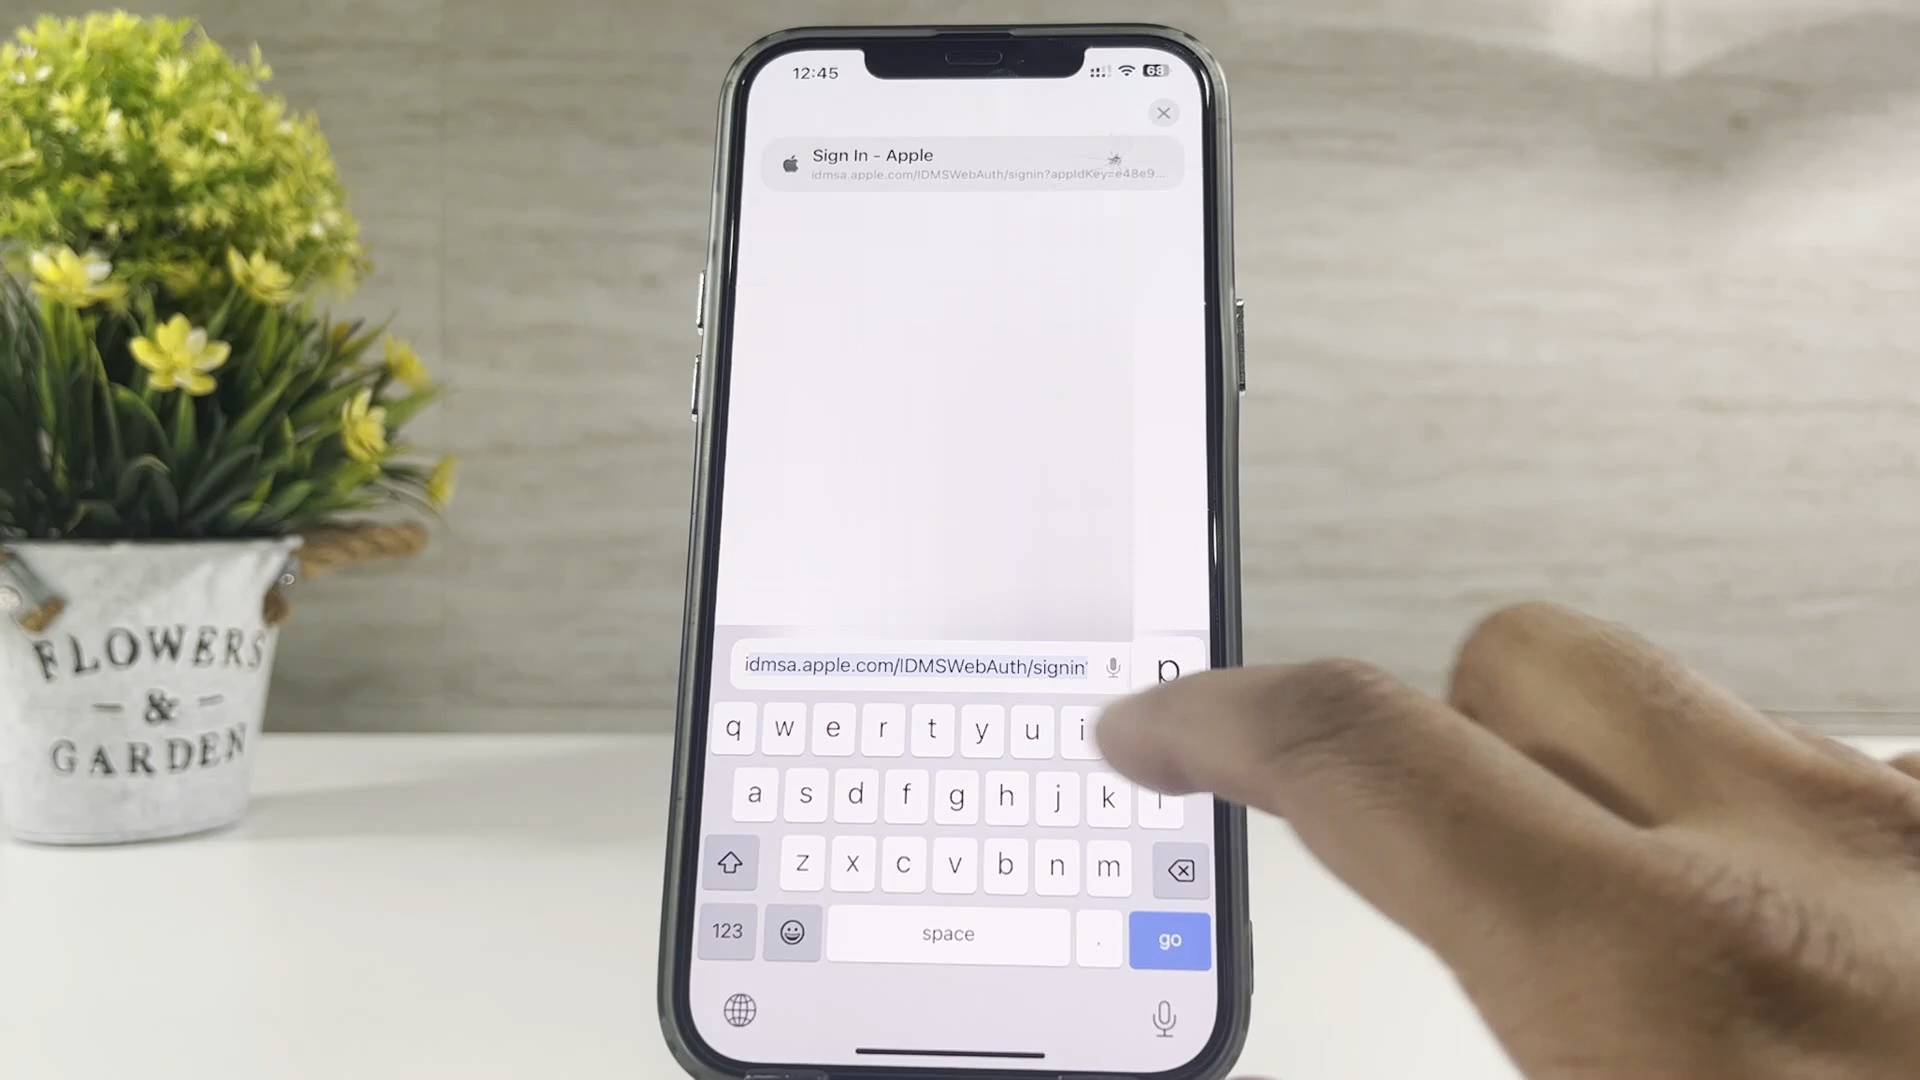 12:45
68
Sign In - Apple
idmsa.apple.com/IDMSWebAuth/signin?appIdKey=e48e9...
idmsa.apple.com/IDMSWebAuth/signin
p
q w e r t y u i
a s d f g h j k l
z x c v b n m
123 space . go
FLOWERS
&
GARDEN